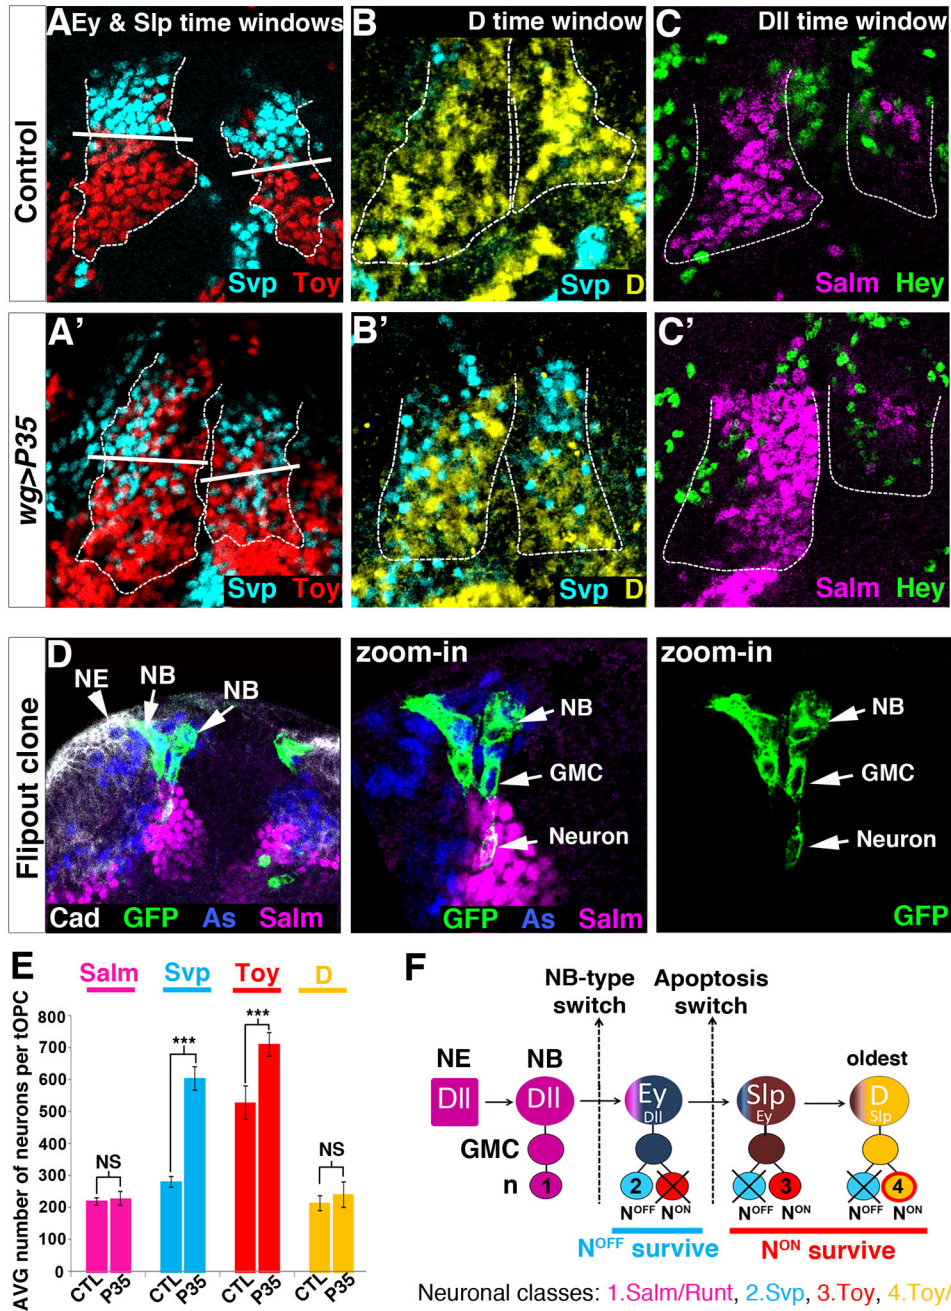 A Ey & Slp time windows
B D time window
C Dll time window
Control
Svp Toy
Svp D
Salm Hey
A'
B'
C'
wg>P35
Svp Toy
Svp D
Salm Hey
Flipout clone
D
NE
NB
NB
Cad GFP As Salm
zoom-in
NB
GMC
Neuron
GFP As Salm
zoom-in
NB
GMC
Neuron
GFP
E
Salm Svp Toy D
AVG number of neurons per tOPC
800
700
600
500
400
300
200
100
0
NS
***
***
NS
CTL P35 CTL P35 CTL P35 CTL P35
F
NB-type switch
Apoptosis switch
NE
NB
oldest
Dll
Dll
Ey
Dll
Slp
Ey
D
Slp
GMC
n
1
2
3
4
N^OFF N^ON
N^OFF N^ON
N^OFF N^ON
N^OFF survive
N^ON survive
Neuronal classes: 1.Salm/Runt, 2.Svp, 3.Toy, 4.Toy/